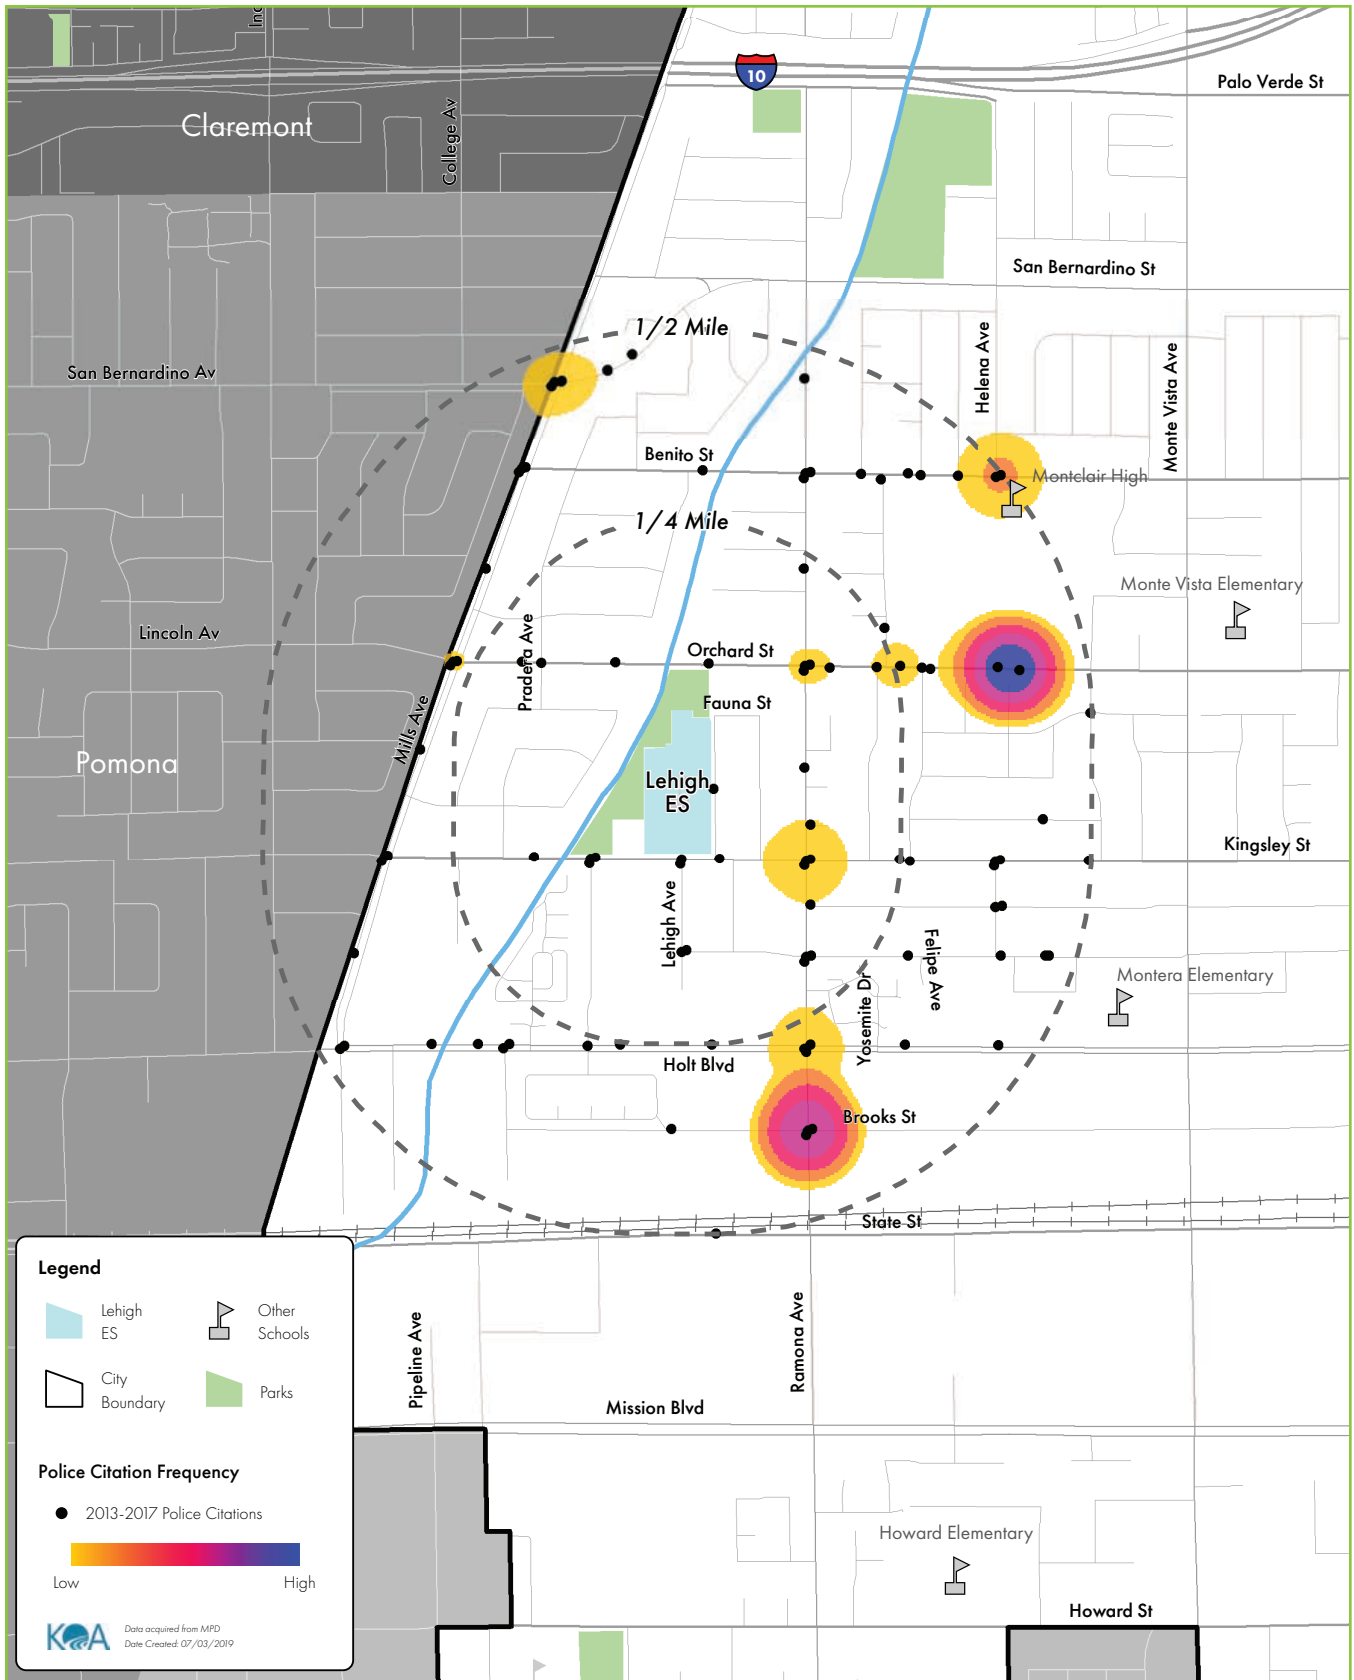 Inc
10
Palo Verde St
Claremont
College Av
San Bernardino St
1/2 Mile
San Bernardino Av
Helena Ave
Monte Vista Ave
Benito St
Montclair High
1/4 Mile
Monte Vista Elementary
Lincoln Av
Pradera Ave
Orchard St
Fauna St
Mills Ave
Pomona
Lehigh
ES
Kingsley St
Lehigh Ave
Felipe Ave
Yosemite Dr
Montera Elementary
Holt Blvd
Brooks St
State St
Pipeline Ave
Ramona Ave
Mission Blvd
Howard Elementary
Howard St
Legend
Lehigh
ES
Other
Schools
City
Boundary
Parks
Police Citation Frequency
2013-2017 Police Citations
Low
High
KOA
Data acquired from MPD
Date Created: 07/03/2019